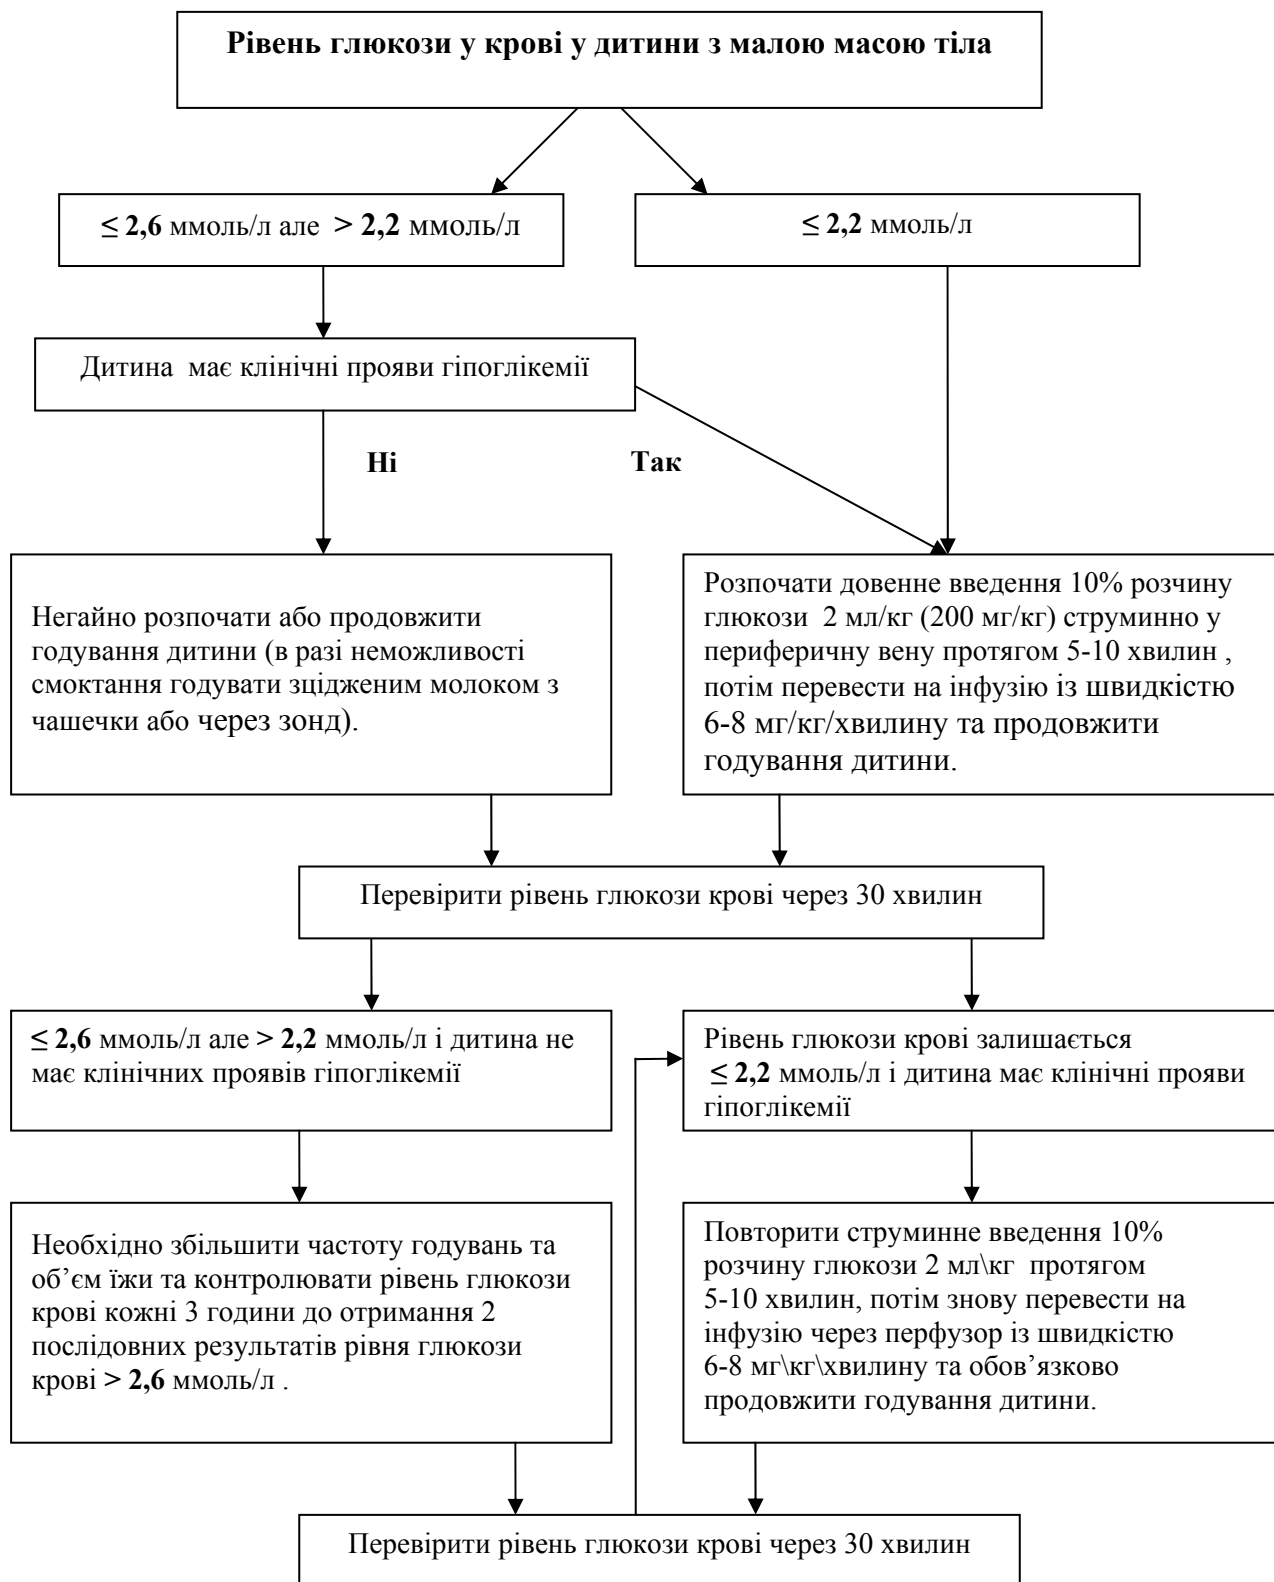 Рівень глюкози у крові у дитини з малою масою тіла
≤ 2,6 ммоль/л але > 2,2 ммоль/л
≤ 2,2 ммоль/л
Дитина має клінічні прояви гіпоглікемії
Ні
Так
Негайно розпочати або продовжити
годування дитини (в разі неможливості
смоктання годувати зцідженим молоком з
чашечки або через зонд).
Розпочати довенне введення 10% розчину
глюкози 2 мл/кг (200 мг/кг) струминно у
периферичну вену протягом 5-10 хвилин ,
потім перевести на інфузію із швидкістю
6-8 мг/кг/хвилину та продовжити
годування дитини.
Перевірити рівень глюкози крові через 30 хвилин
≤ 2,6 ммоль/л але > 2,2 ммоль/л і дитина не
має клінічних проявів гіпоглікемії
Рівень глюкози крові залишається
≤ 2,2 ммоль/л і дитина має клінічні прояви
гіпоглікемії
Необхідно збільшити частоту годувань та
об’єм їжи та контролювати рівень глюкози
крові кожні 3 години до отримання 2
послідовних результатів рівня глюкози
крові > 2,6 ммоль/л .
Повторити струминне введення 10%
розчину глюкози 2 мл\кг протягом
5-10 хвилин, потім знову перевести на
інфузію через перфузор із швидкістю
6-8 мг\кг\хвилину та обов’язково
продовжити годування дитини.
Перевірити рівень глюкози крові через 30 хвилин